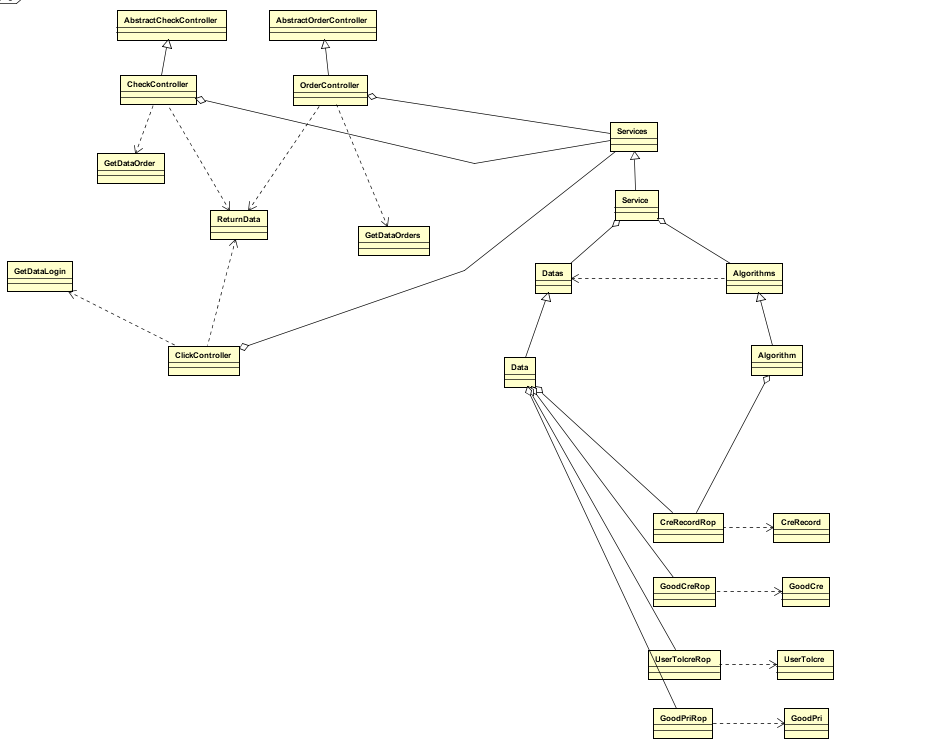 AbstractCheckController
AbstractOrderController
CheckController
OrderController
Services
GetDataOrder
Service
ReturnData
GetDataOrders
GetDataLogin
Datas
Algorithms
ClickController
Algorithm
Data
CreRecordRop
CreRecord
GoodCreRop
GoodCre
UserTolcreRop
UserTolcre
GoodPriRop
GoodPri